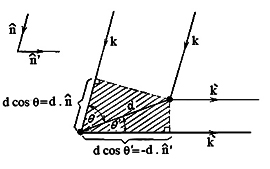 n̂
n̂'
k
k
d cos θ = d . n̂
d
θ
θ'
k'
k'
d cos θ' = -d . n̂'